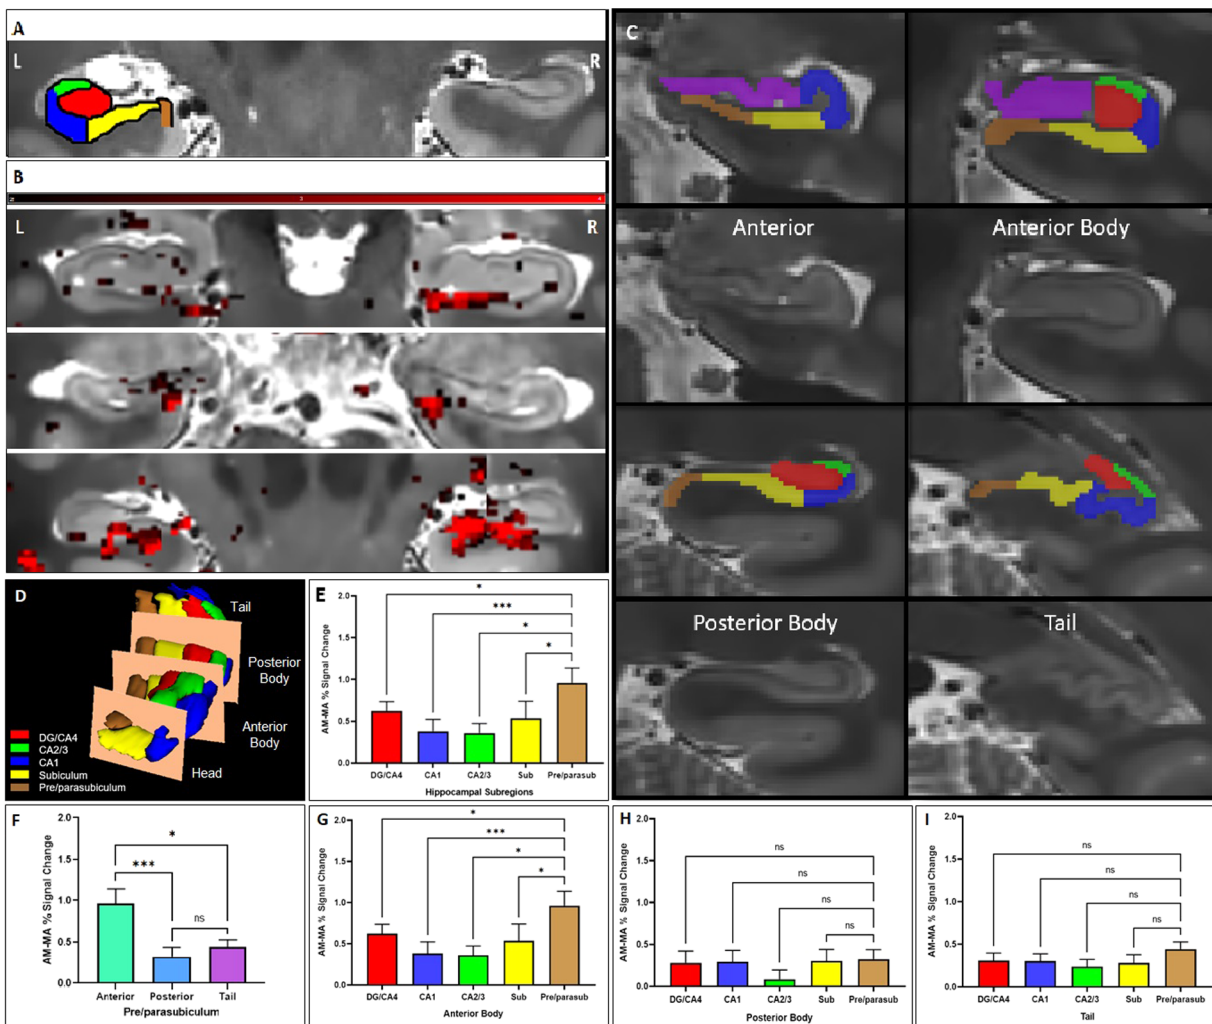 A
L
R
B
2
3
4
L
R
C
Anterior
Anterior Body
Posterior Body
Tail
D
Tail
Posterior
Body
Anterior
Body
Head
DG/CA4
CA2/3
CA1
Subiculum
Pre/parasubiculum
E
AM-MA % Signal Change
2.0
1.5
1.0
0.5
0.0
*
***
*
*
DG/CA4 CA1 CA2/3 Sub Pre/parasub
Hippocampal Subregions
F
AM-MA % Signal Change
2.0
1.5
1.0
0.5
0.0
*
***
ns
Anterior Posterior Tail
Pre/parasubiculum
G
AM-MA % Signal Change
2.0
1.5
1.0
0.5
0.0
*
***
*
*
DG/CA4 CA1 CA2/3 Sub Pre/parasub
Anterior Body
H
AM-MA % Signal Change
2.0
1.5
1.0
0.5
0.0
ns
ns
ns
ns
DG/CA4 CA1 CA2/3 Sub Pre/parasub
Posterior Body
I
AM-MA % Signal Change
2.0
1.5
1.0
0.5
0.0
ns
ns
ns
ns
DG/CA4 CA1 CA2/3 Sub Pre/parasub
Tail